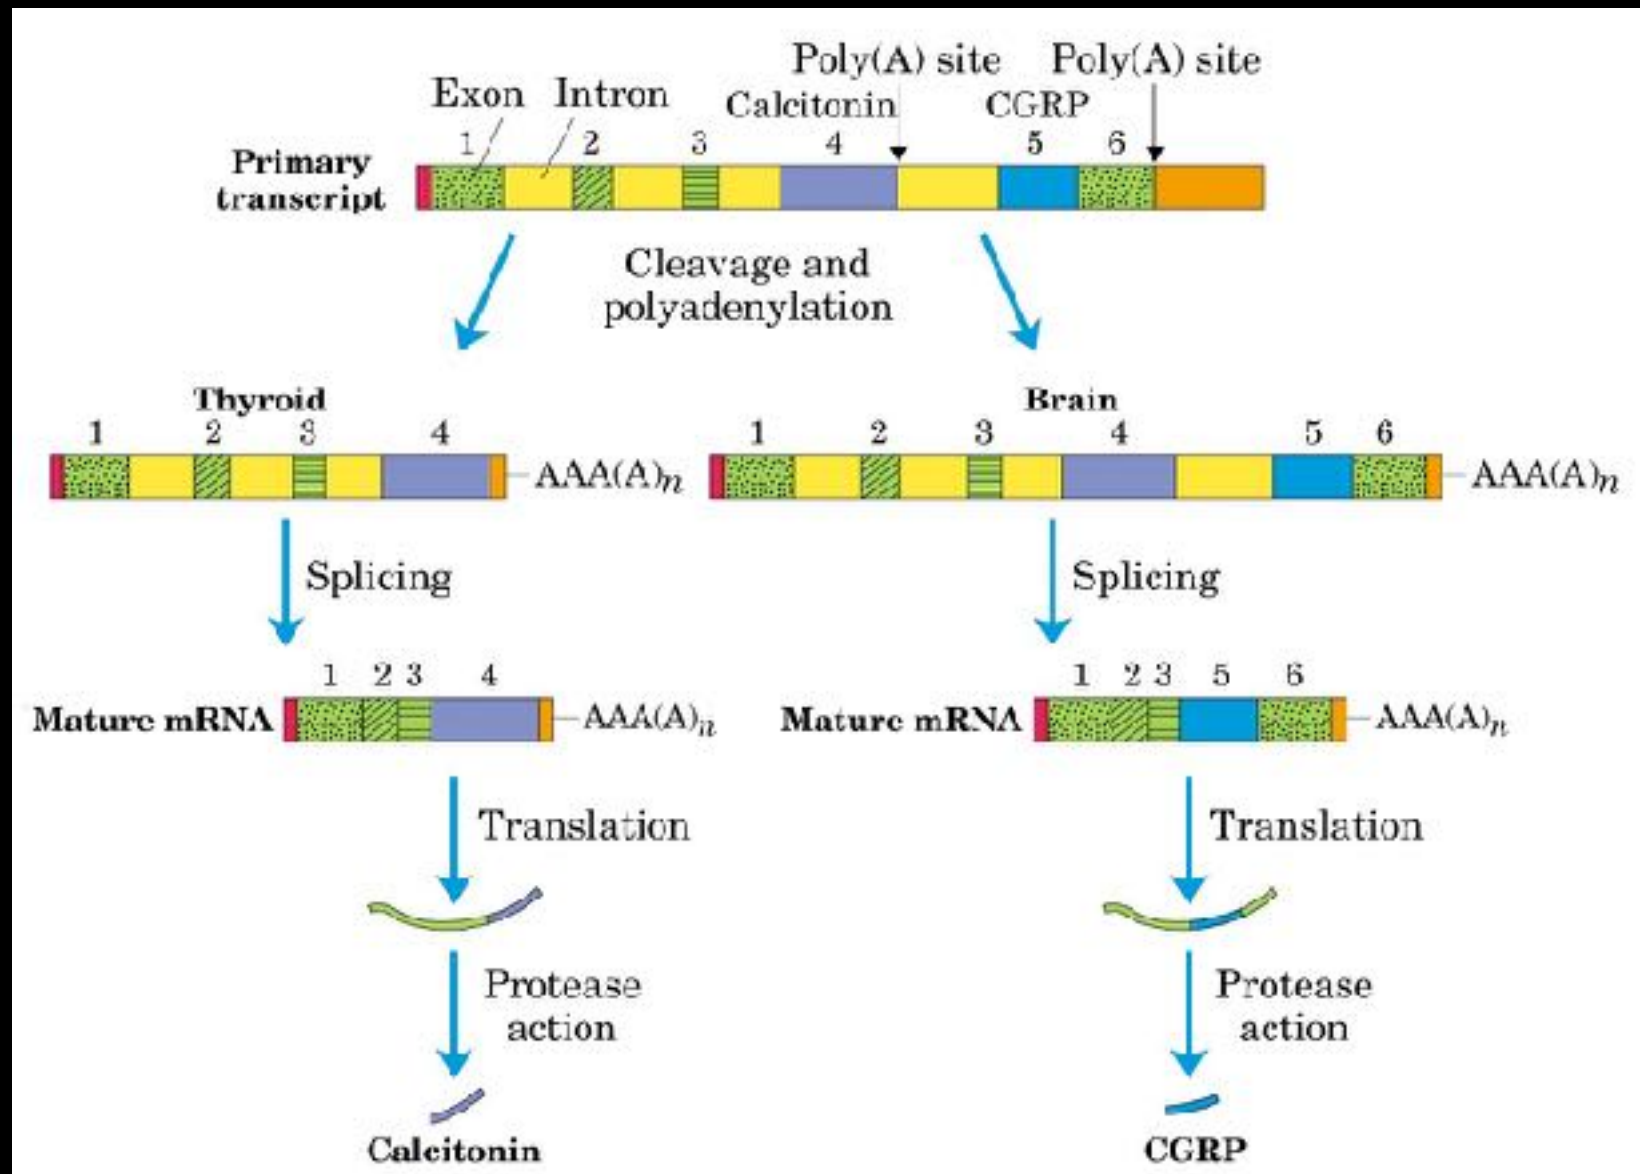 Poly(A) site Poly(A) site
Exon Intron Calcitonin CGRP
1 2 3 4 5 6
Primary
transcript
Cleavage and
polyadenylation
Thyroid
1 2 3 4
AAA(A)n
Brain
1 2 3 4 5 6
AAA(A)n
Splicing
Splicing
1 2 3 4
Mature mRNA AAA(A)n
1 2 3 5 6
Mature mRNA AAA(A)n
Translation
Translation
Protease
action
Protease
action
Calcitonin
CGRP